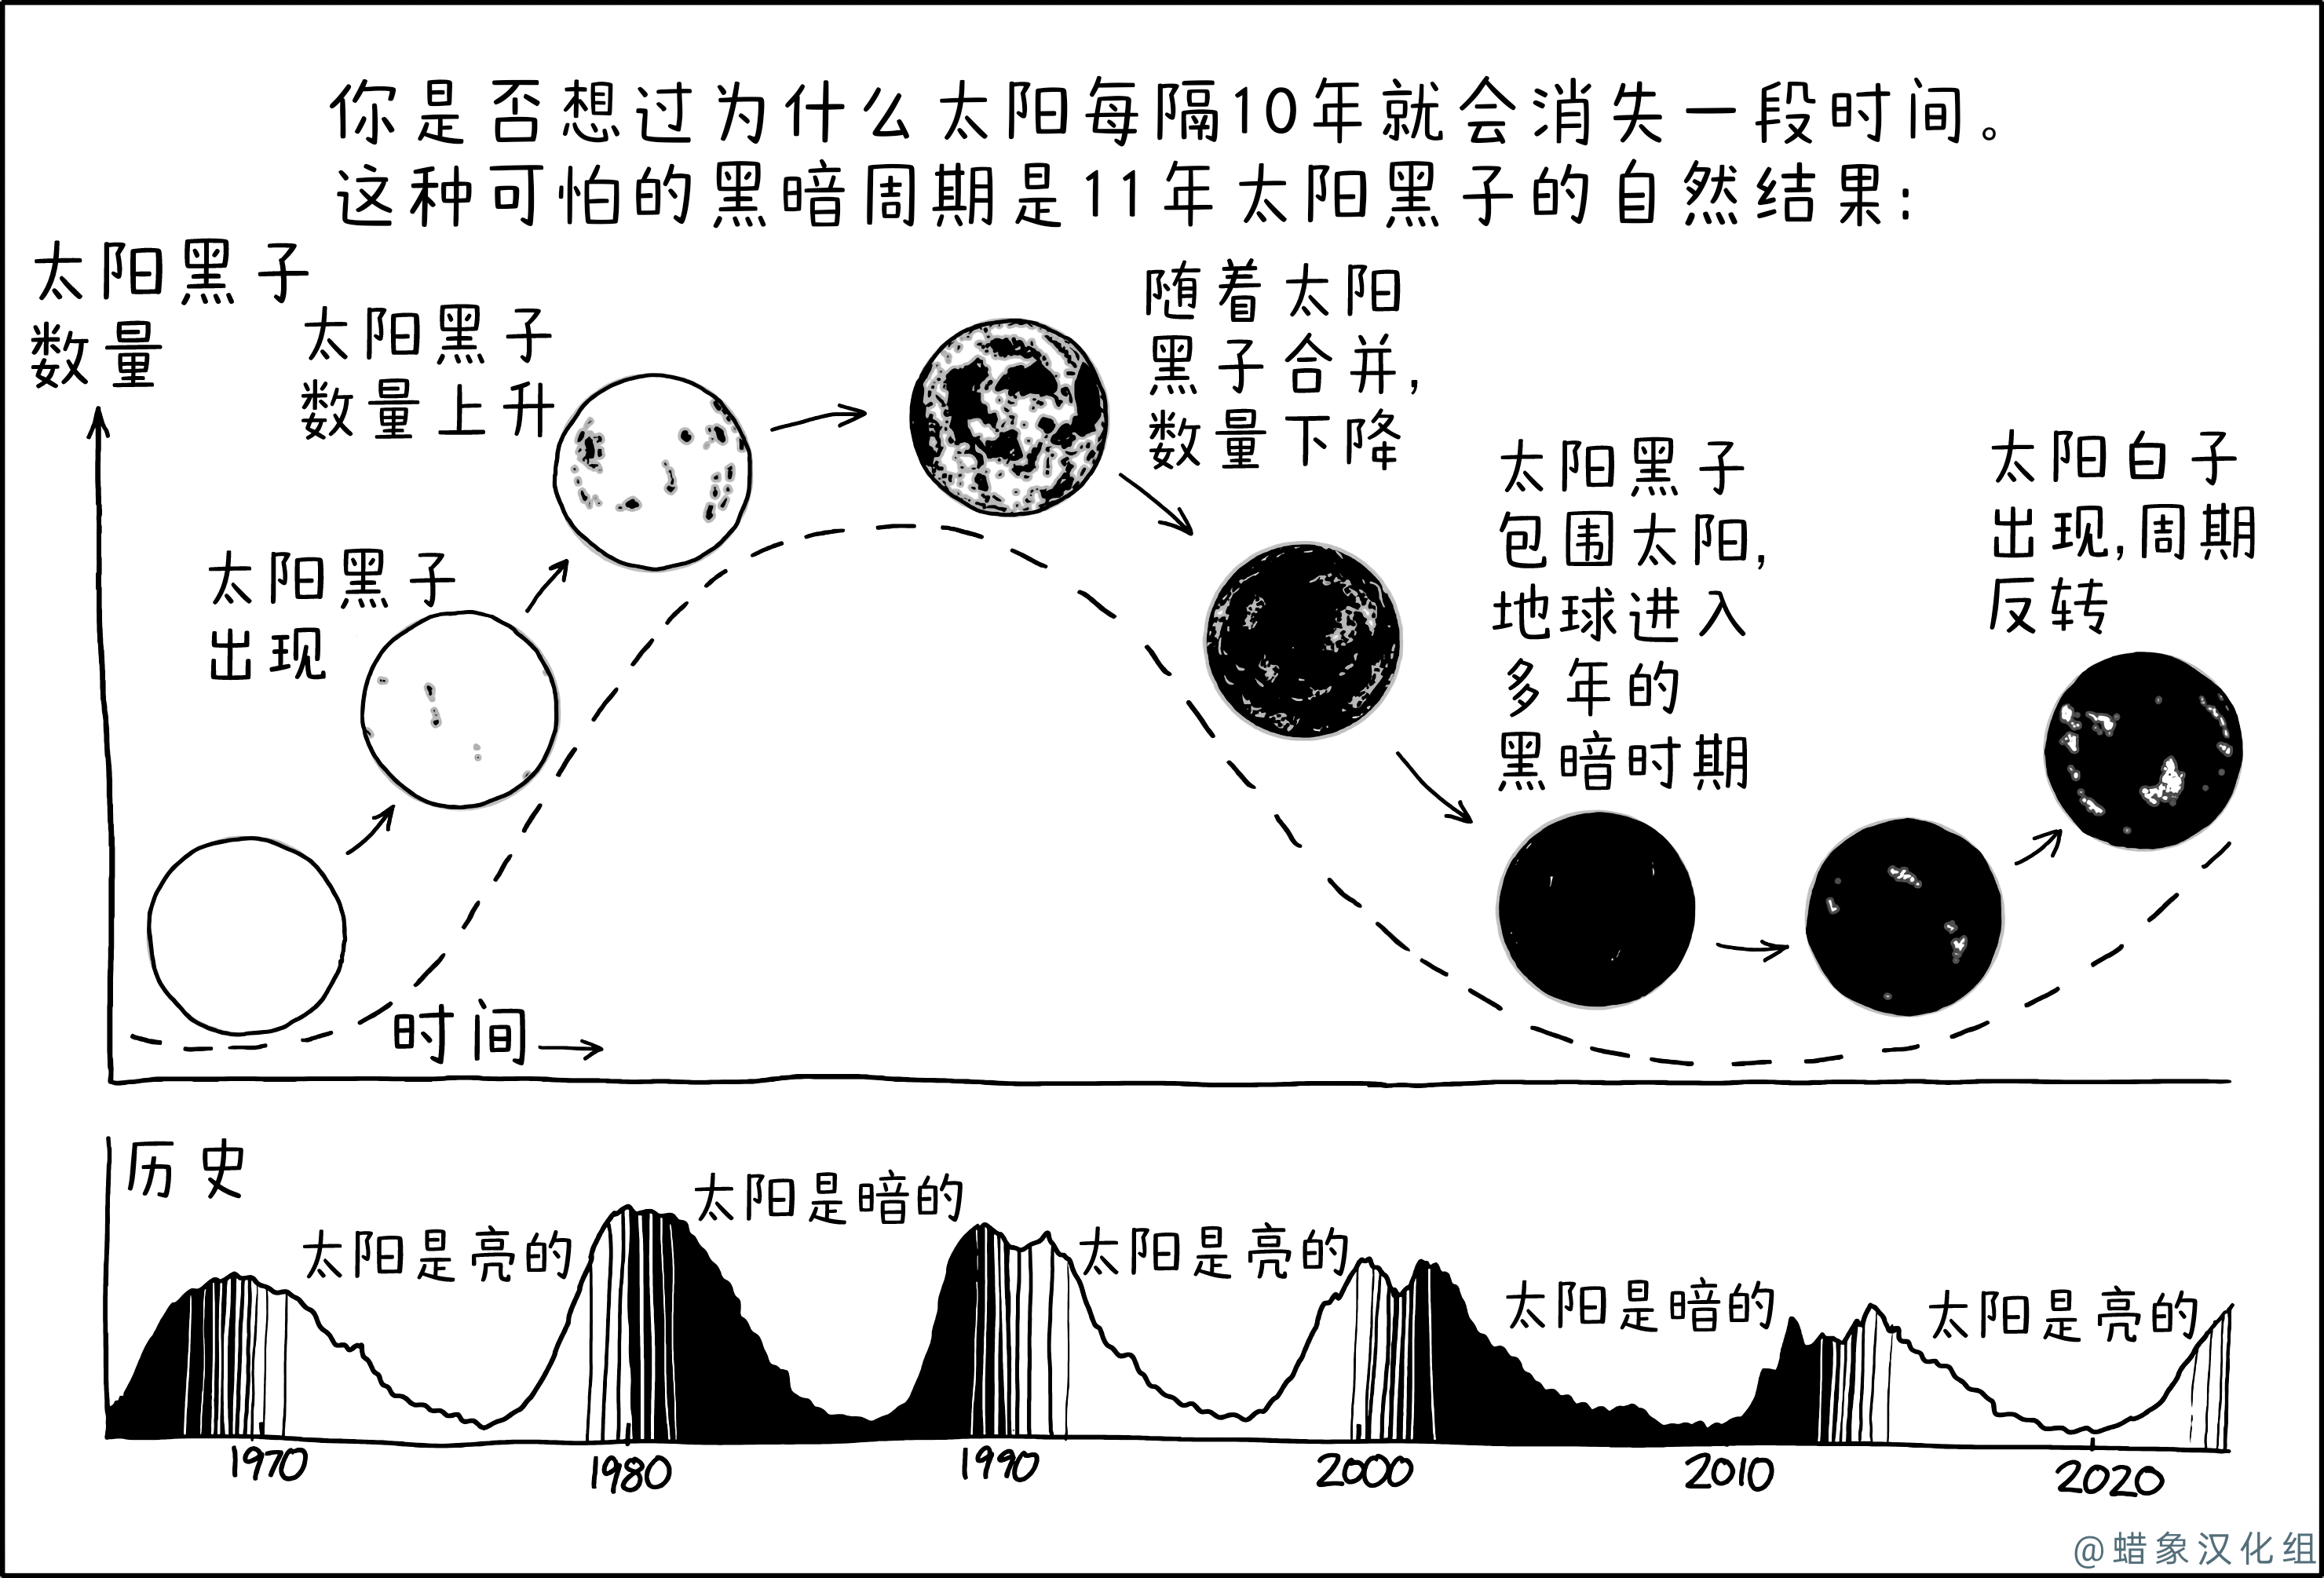 你是否想过为什么太阳每隔10年就会消失一段时间。
这种可怕的黑暗周期是11年太阳黑子的自然结果:
太阳黑子
数量
太阳黑子
出现
太阳黑子
数量上升
随着太阳
黑子合并,
数量下降
太阳黑子
包围太阳,
地球进入
多年的
黑暗时期
太阳白子
出现,周期
反转
时间
历史
太阳是亮的
太阳是暗的
太阳是亮的
太阳是暗的
太阳是亮的
1970
1980
1990
2000
2010
2020
@蜡象汉化组